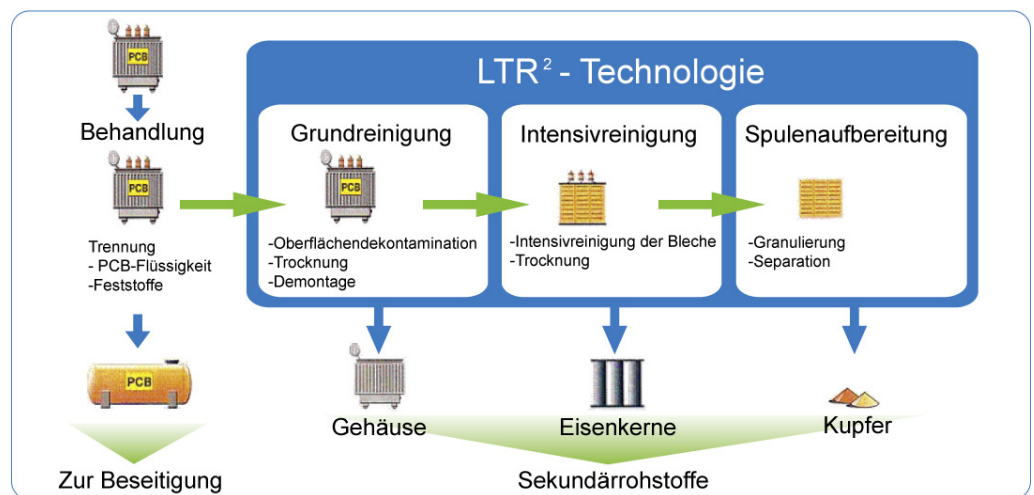 PCB
Behandlung
PCB
Trennung
- PCB-Flüssigkeit
-Feststoffe
PCB
Zur Beseitigung
LTR² - Technologie
Grundreinigung
PCB
-Oberflächendekontamination
-Trocknung
-Demontage
Intensivreinigung
-Intensivreinigung der Bleche
-Trocknung
Spulenaufbereitung
-Granulierung
-Separation
Gehäuse
Eisenkerne
Kupfer
Sekundärrohstoffe